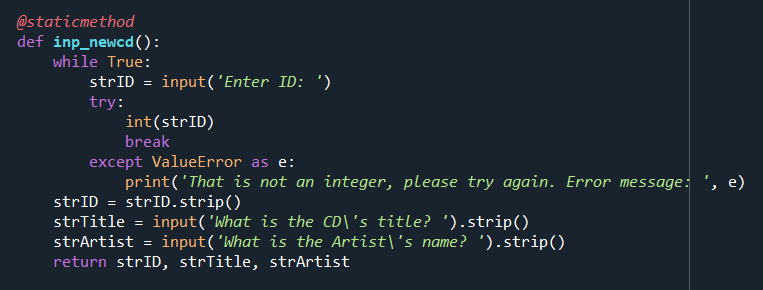 @staticmethod
def inp_newcd():
    while True:
        strID = input('Enter ID: ')
        try:
            int(strID)
            break
        except ValueError as e:
            print('That is not an integer, please try again. Error message: ', e)
    strID = strID.strip()
    strTitle = input('What is the CD\'s title? ').strip()
    strArtist = input('What is the Artist\'s name? ').strip()
    return strID, strTitle, strArtist